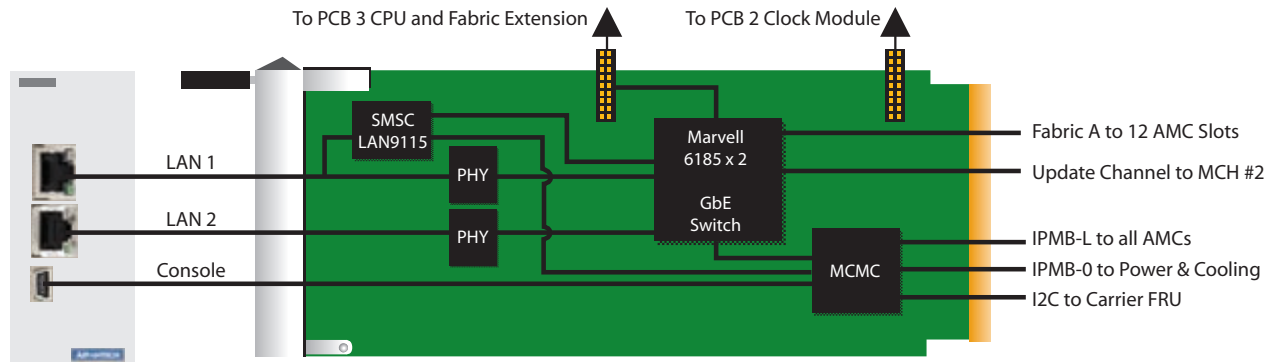 To PCB 3 CPU and Fabric Extension
To PCB 2 Clock Module
SMSC
LAN9115
Marvell
6185 x 2
GbE
Switch
Fabric A to 12 AMC Slots
Update Channel to MCH #2
LAN 1
PHY
LAN 2
PHY
Console
MCMC
IPMB-L to all AMCs
IPMB-0 to Power & Cooling
I2C to Carrier FRU